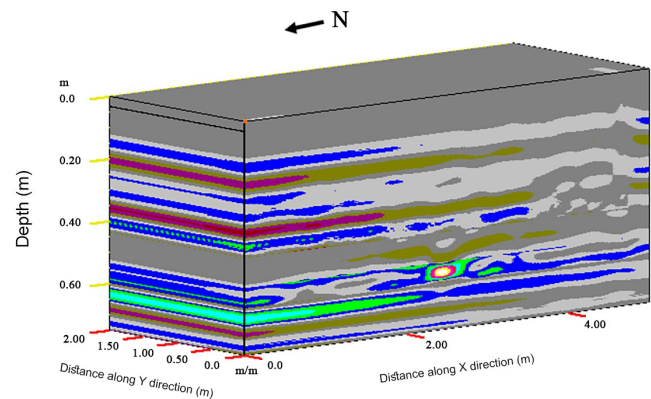 N
m
0.0
0.20
0.40
0.60
Depth (m)
2.00
1.50
1.00
0.50
0.0
m/m
0.0
2.00
4.00
Distance along Y direction (m)
Distance along X direction (m)